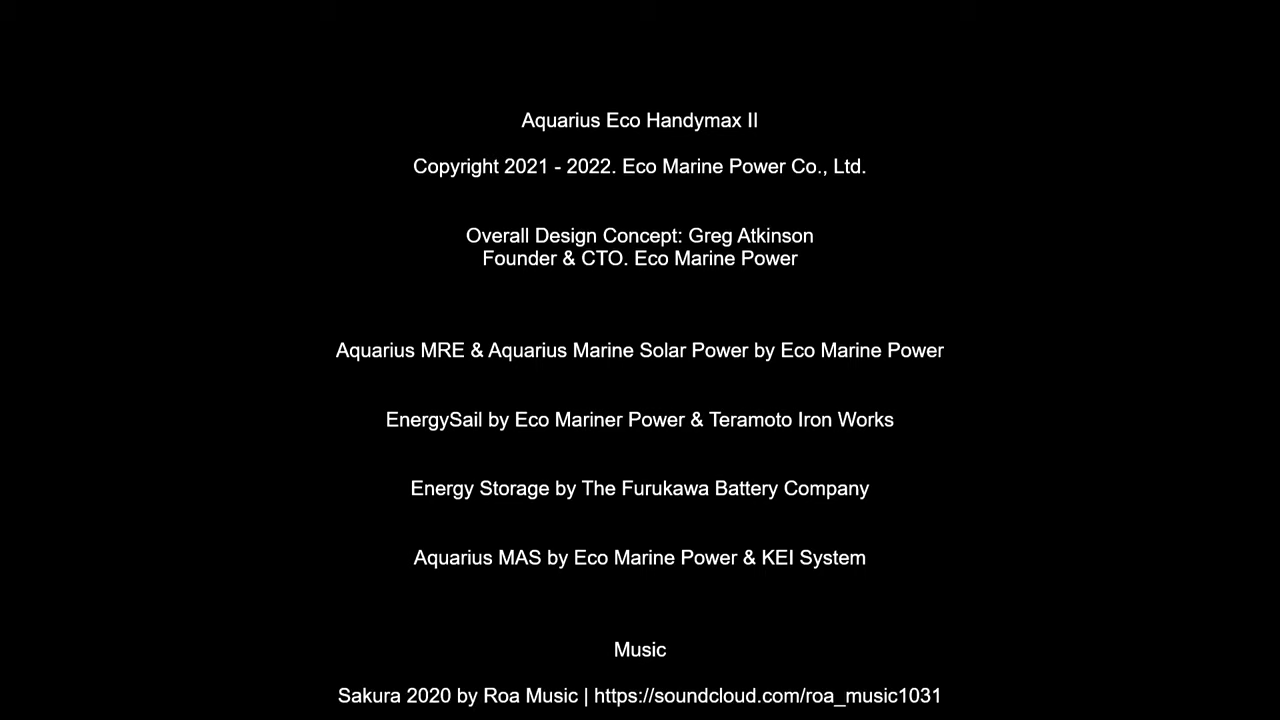 Aquarius Eco Handymax II
Copyright 2021 - 2022. Eco Marine Power Co., Ltd.
Overall Design Concept: Greg Atkinson
Founder & CTO. Eco Marine Power
Aquarius MRE & Aquarius Marine Solar Power by Eco Marine Power
EnergySail by Eco Mariner Power & Teramoto Iron Works
Energy Storage by The Furukawa Battery Company
Aquarius MAS by Eco Marine Power & KEI System
Music
Sakura 2020 by Roa Music | https://soundcloud.com/roa_music1031